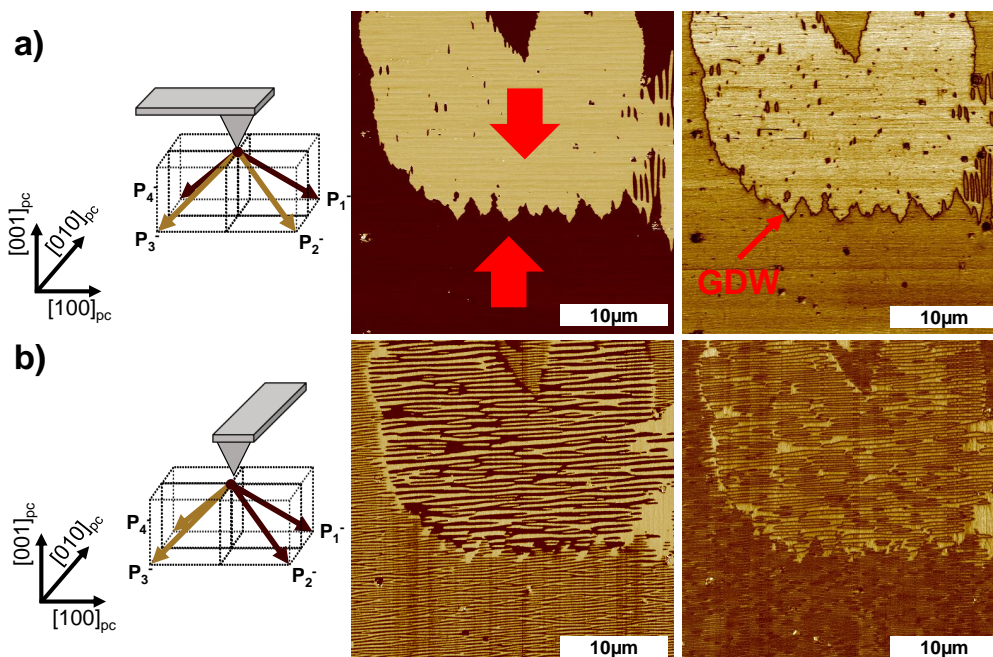 a)
[001]pc
[010]pc
[100]pc
P4-
P3-
P1-
P2-
10µm
GDW
10µm
b)
[001]pc
[010]pc
[100]pc
P4-
P3-
P1-
P2-
10µm
10µm